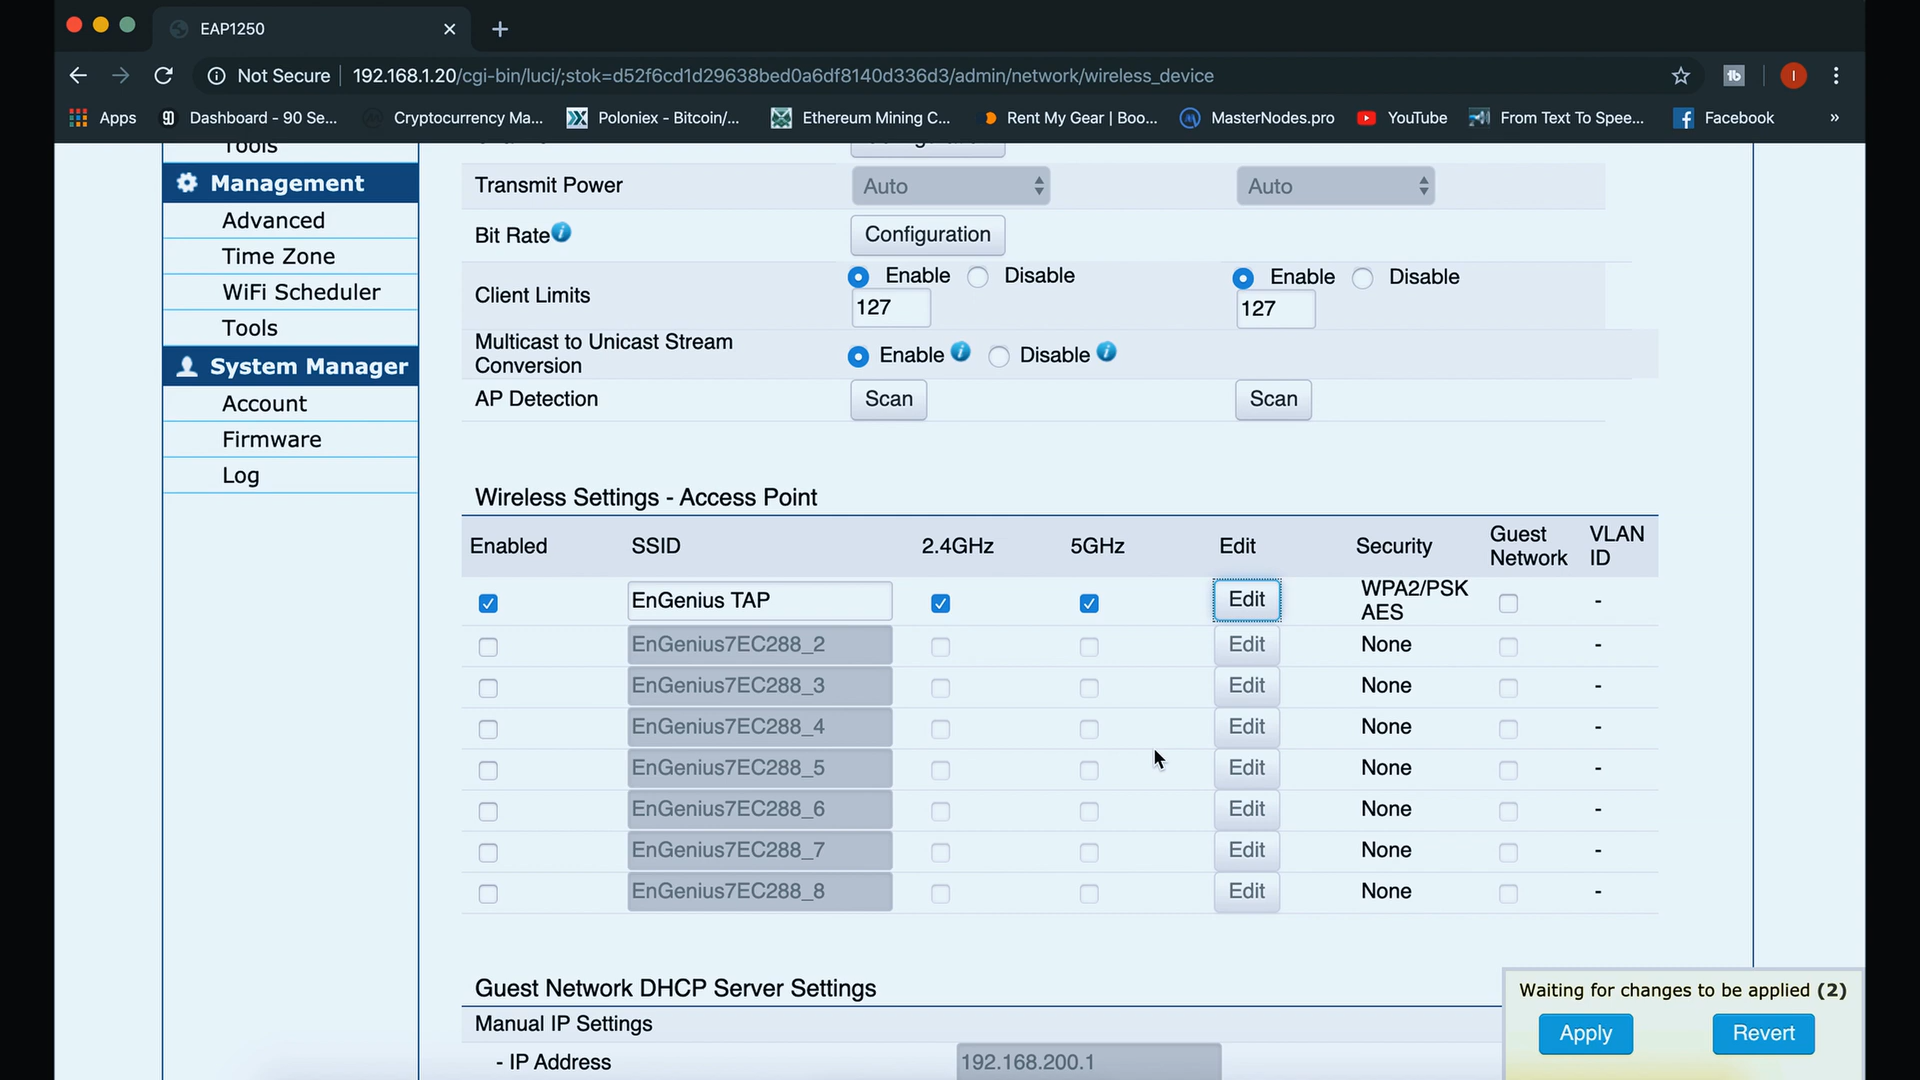 EAP1250
Not Secure 192.168.1.20/cgi-bin/luci/;stok=d52f6cd1d29638bed0a6df8140d336d3/admin/network/wireless_device
Apps Dashboard - 90 Se... Cryptocurrency Ma... Poloniex - Bitcoin/... Ethereum Mining C... Rent My Gear | Boo... MasterNodes.pro YouTube From Text To Spee... Facebook »
Tools
Management
Advanced
Time Zone
WiFi Scheduler
Tools
System Manager
Account
Firmware
Log
Transmit Power Auto Auto
Bit Rate Configuration
Client Limits Enable Disable Enable Disable
127 127
Multicast to Unicast Stream
Conversion Enable Disable
AP Detection Scan Scan
Wireless Settings - Access Point
Enabled SSID 2.4GHz 5GHz Edit Security Guest Network VLAN ID
EnGenius TAP Edit WPA2/PSK AES -
EnGenius7EC288_2 Edit None -
EnGenius7EC288_3 Edit None -
EnGenius7EC288_4 Edit None -
EnGenius7EC288_5 Edit None -
EnGenius7EC288_6 Edit None -
EnGenius7EC288_7 Edit None -
EnGenius7EC288_8 Edit None -
Guest Network DHCP Server Settings
Manual IP Settings
- IP Address 192.168.200.1
Waiting for changes to be applied (2)
Apply Revert